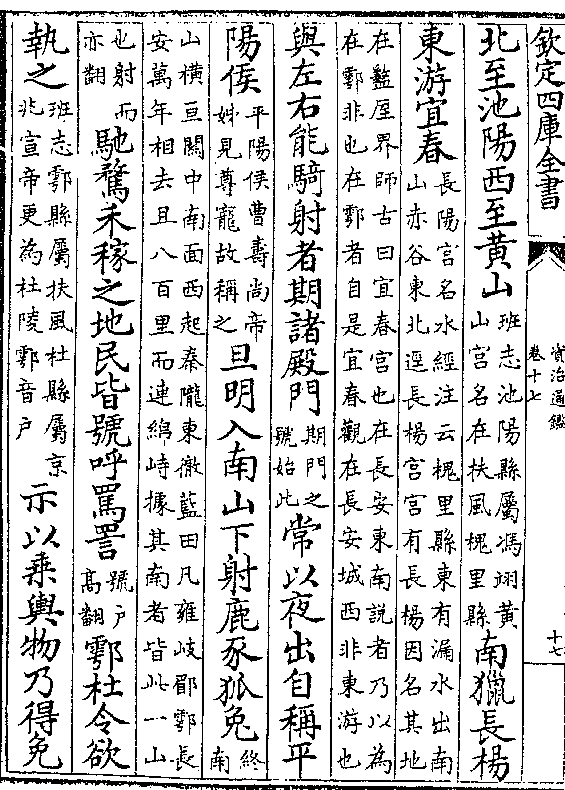 欽定四庫全書
資治通鑑
卷十七
十七
北至池陽西至黄山班志池陽縣屬馮翊黄山宫名在扶風槐里縣南獵長楊
東游宜春長陽宫名水經注云槐里縣東有漏水出南山赤谷東北逕長楊宫宫有長楊因名其地
在盩厔界師古曰宜春宫也在長安東南説者乃以為在鄠非也在鄠者自是宜春觀在長安城西非東游也
與左右能騎射者期諸殿門期門之號始此常以夜出自稱平
陽侯平陽侯曹壽尚帝姊見尊寵故稱之旦明入南山下射鹿豕狐兔終南
山横亘關中南面西起秦隴東徹藍田凡雍岐郿鄠長安萬年相去且八百里而連綿峙據其南者皆此一山
也射而亦翻馳騖禾稼之地民皆號呼罵詈號户高翻鄠杜令欲
執之班志鄠縣屬扶風杜縣屬京兆宣帝更為杜陵鄠音户示以乗輿物乃得免